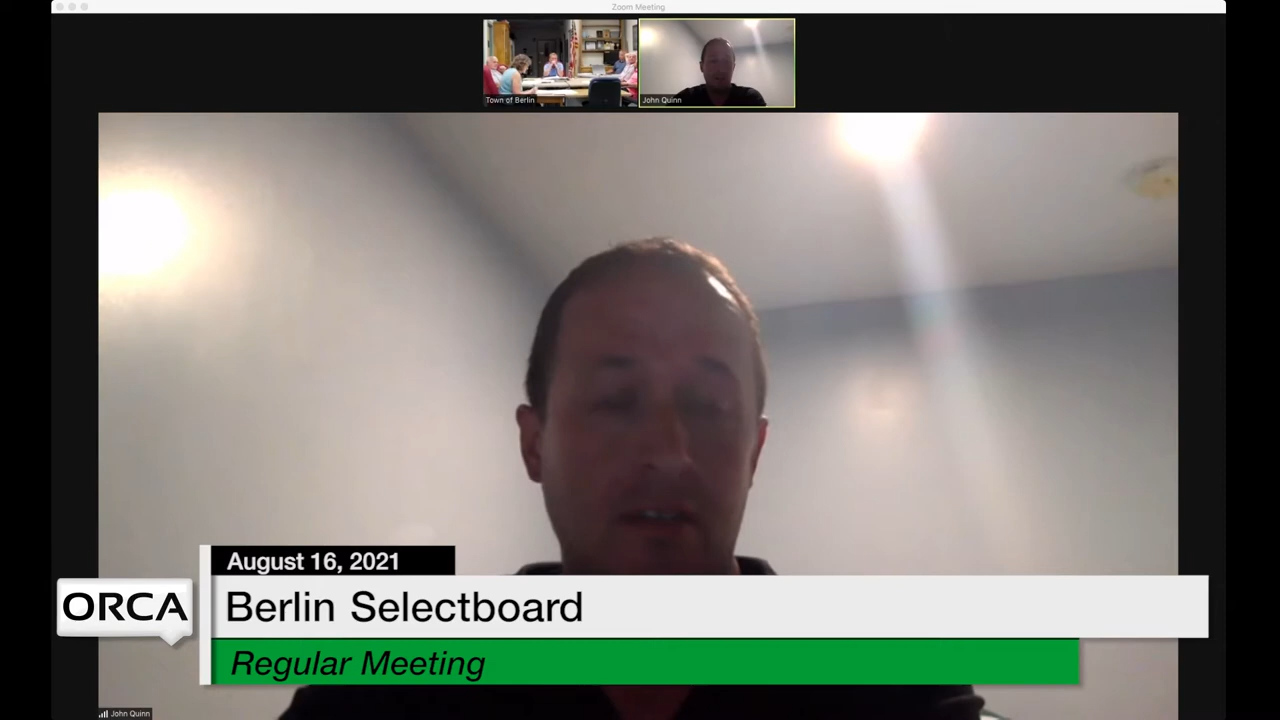 Zoom Meeting
Town of Berlin
John Quinn
August 16, 2021
ORCA
Berlin Selectboard
Regular Meeting
John Quinn